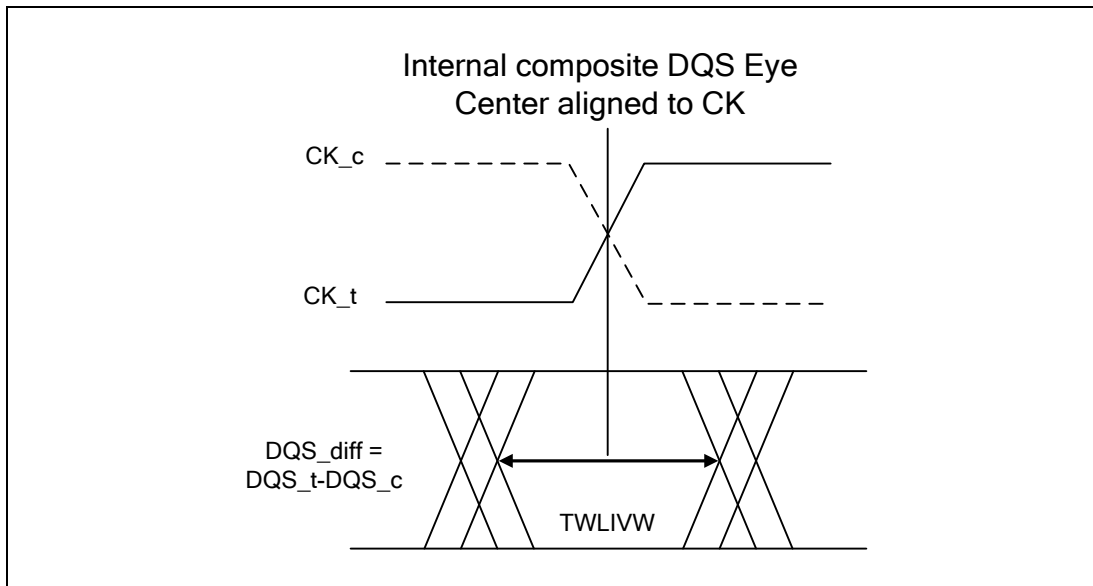 Internal composite DQS Eye
Center aligned to CK
CK_c
CK_t
DQS_diff =
DQS_t-DQS_c
TWLIVW